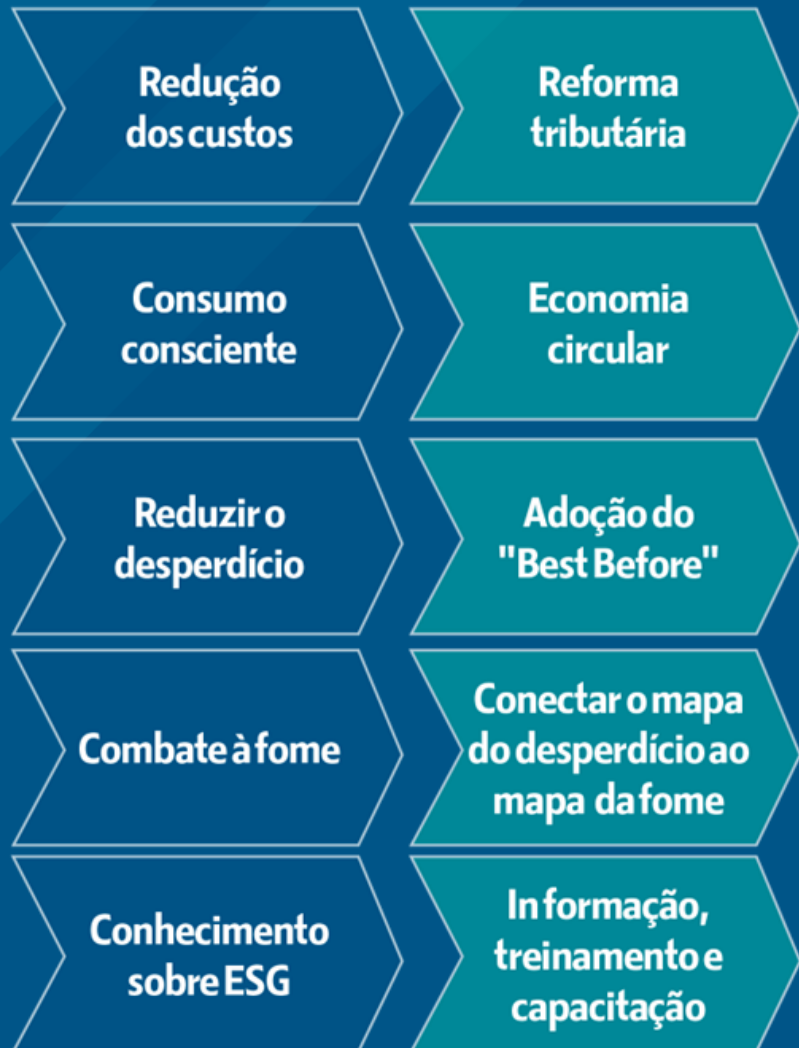 Redução
dos custos
Reforma
tributária
Consumo
consciente
Economia
circular
Reduzir o
desperdício
Adoção do
"Best Before"
Combate à fome
Conectar o mapa
do desperdício ao
mapa da fome
Conhecimento
sobre ESG
Informação,
treinamento e
capacitação